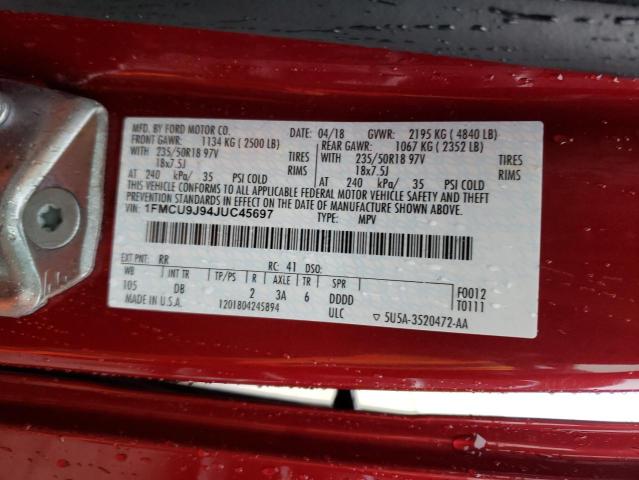 MFD. BY FORD MOTOR CO.
DATE: 04/18 GVWR: 2195 KG ( 4840 LB)
FRONT GAWR: 1134 KG ( 2500 LB) REAR GAWR: 1067 KG ( 2352 LB)
WITH 235/50R18 97V TIRES WITH 235/50R18 97V TIRES
18x7.5J RIMS 18x7.5J RIMS
AT 240 kPa/ 35 PSI COLD AT 240 kPa/ 35 PSI COLD
THIS VEHICLE CONFORMS TO ALL APPLICABLE FEDERAL MOTOR VEHICLE SAFETY AND THEFT
PREVENTION STANDARDS IN EFFECT ON THE DATE OF MANUFACTURE SHOWN ABOVE.
VIN: 1FMCU9J94JUC45697
TYPE: MPV
EXT PNT: RR RC: 41 DSO:
WB INT TR TP/PS R AXLE TR SPR
105 DB 2 3A 6 DDDD
F0012
T0111
MADE IN U.S.A. 1201804245894 ULC
5U5A-3520472-AA